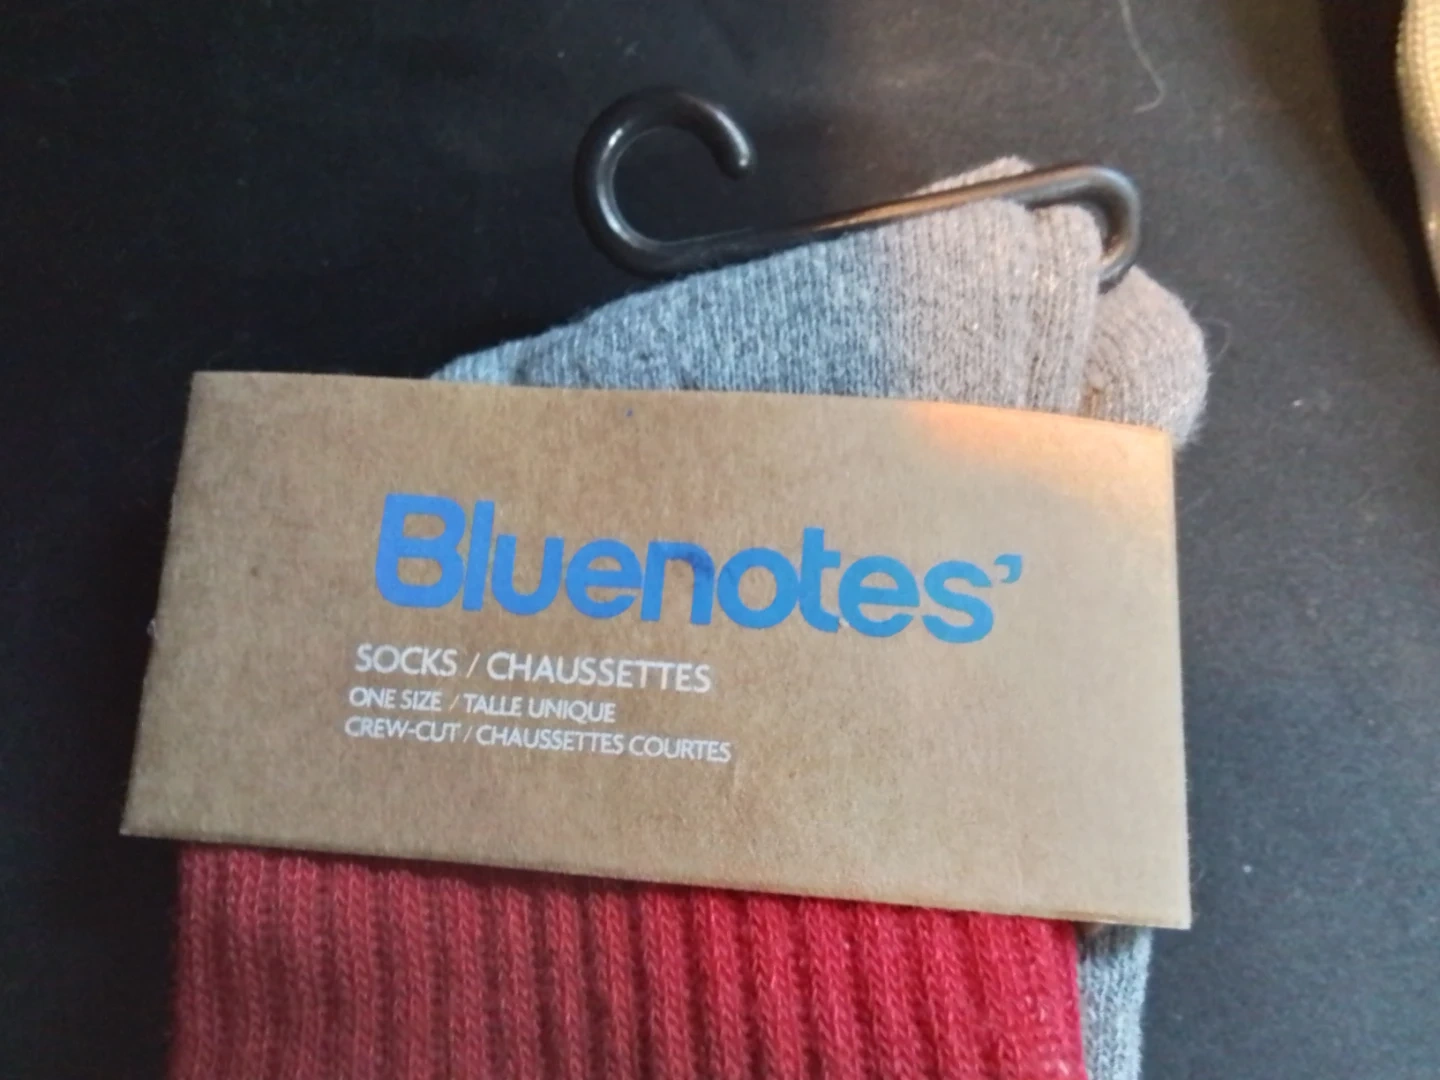 Bluenotes’
SOCKS / CHAUSSETTES
ONE SIZE / TALLE UNIQUE
CREW-CUT / CHAUSSETTES COURTES